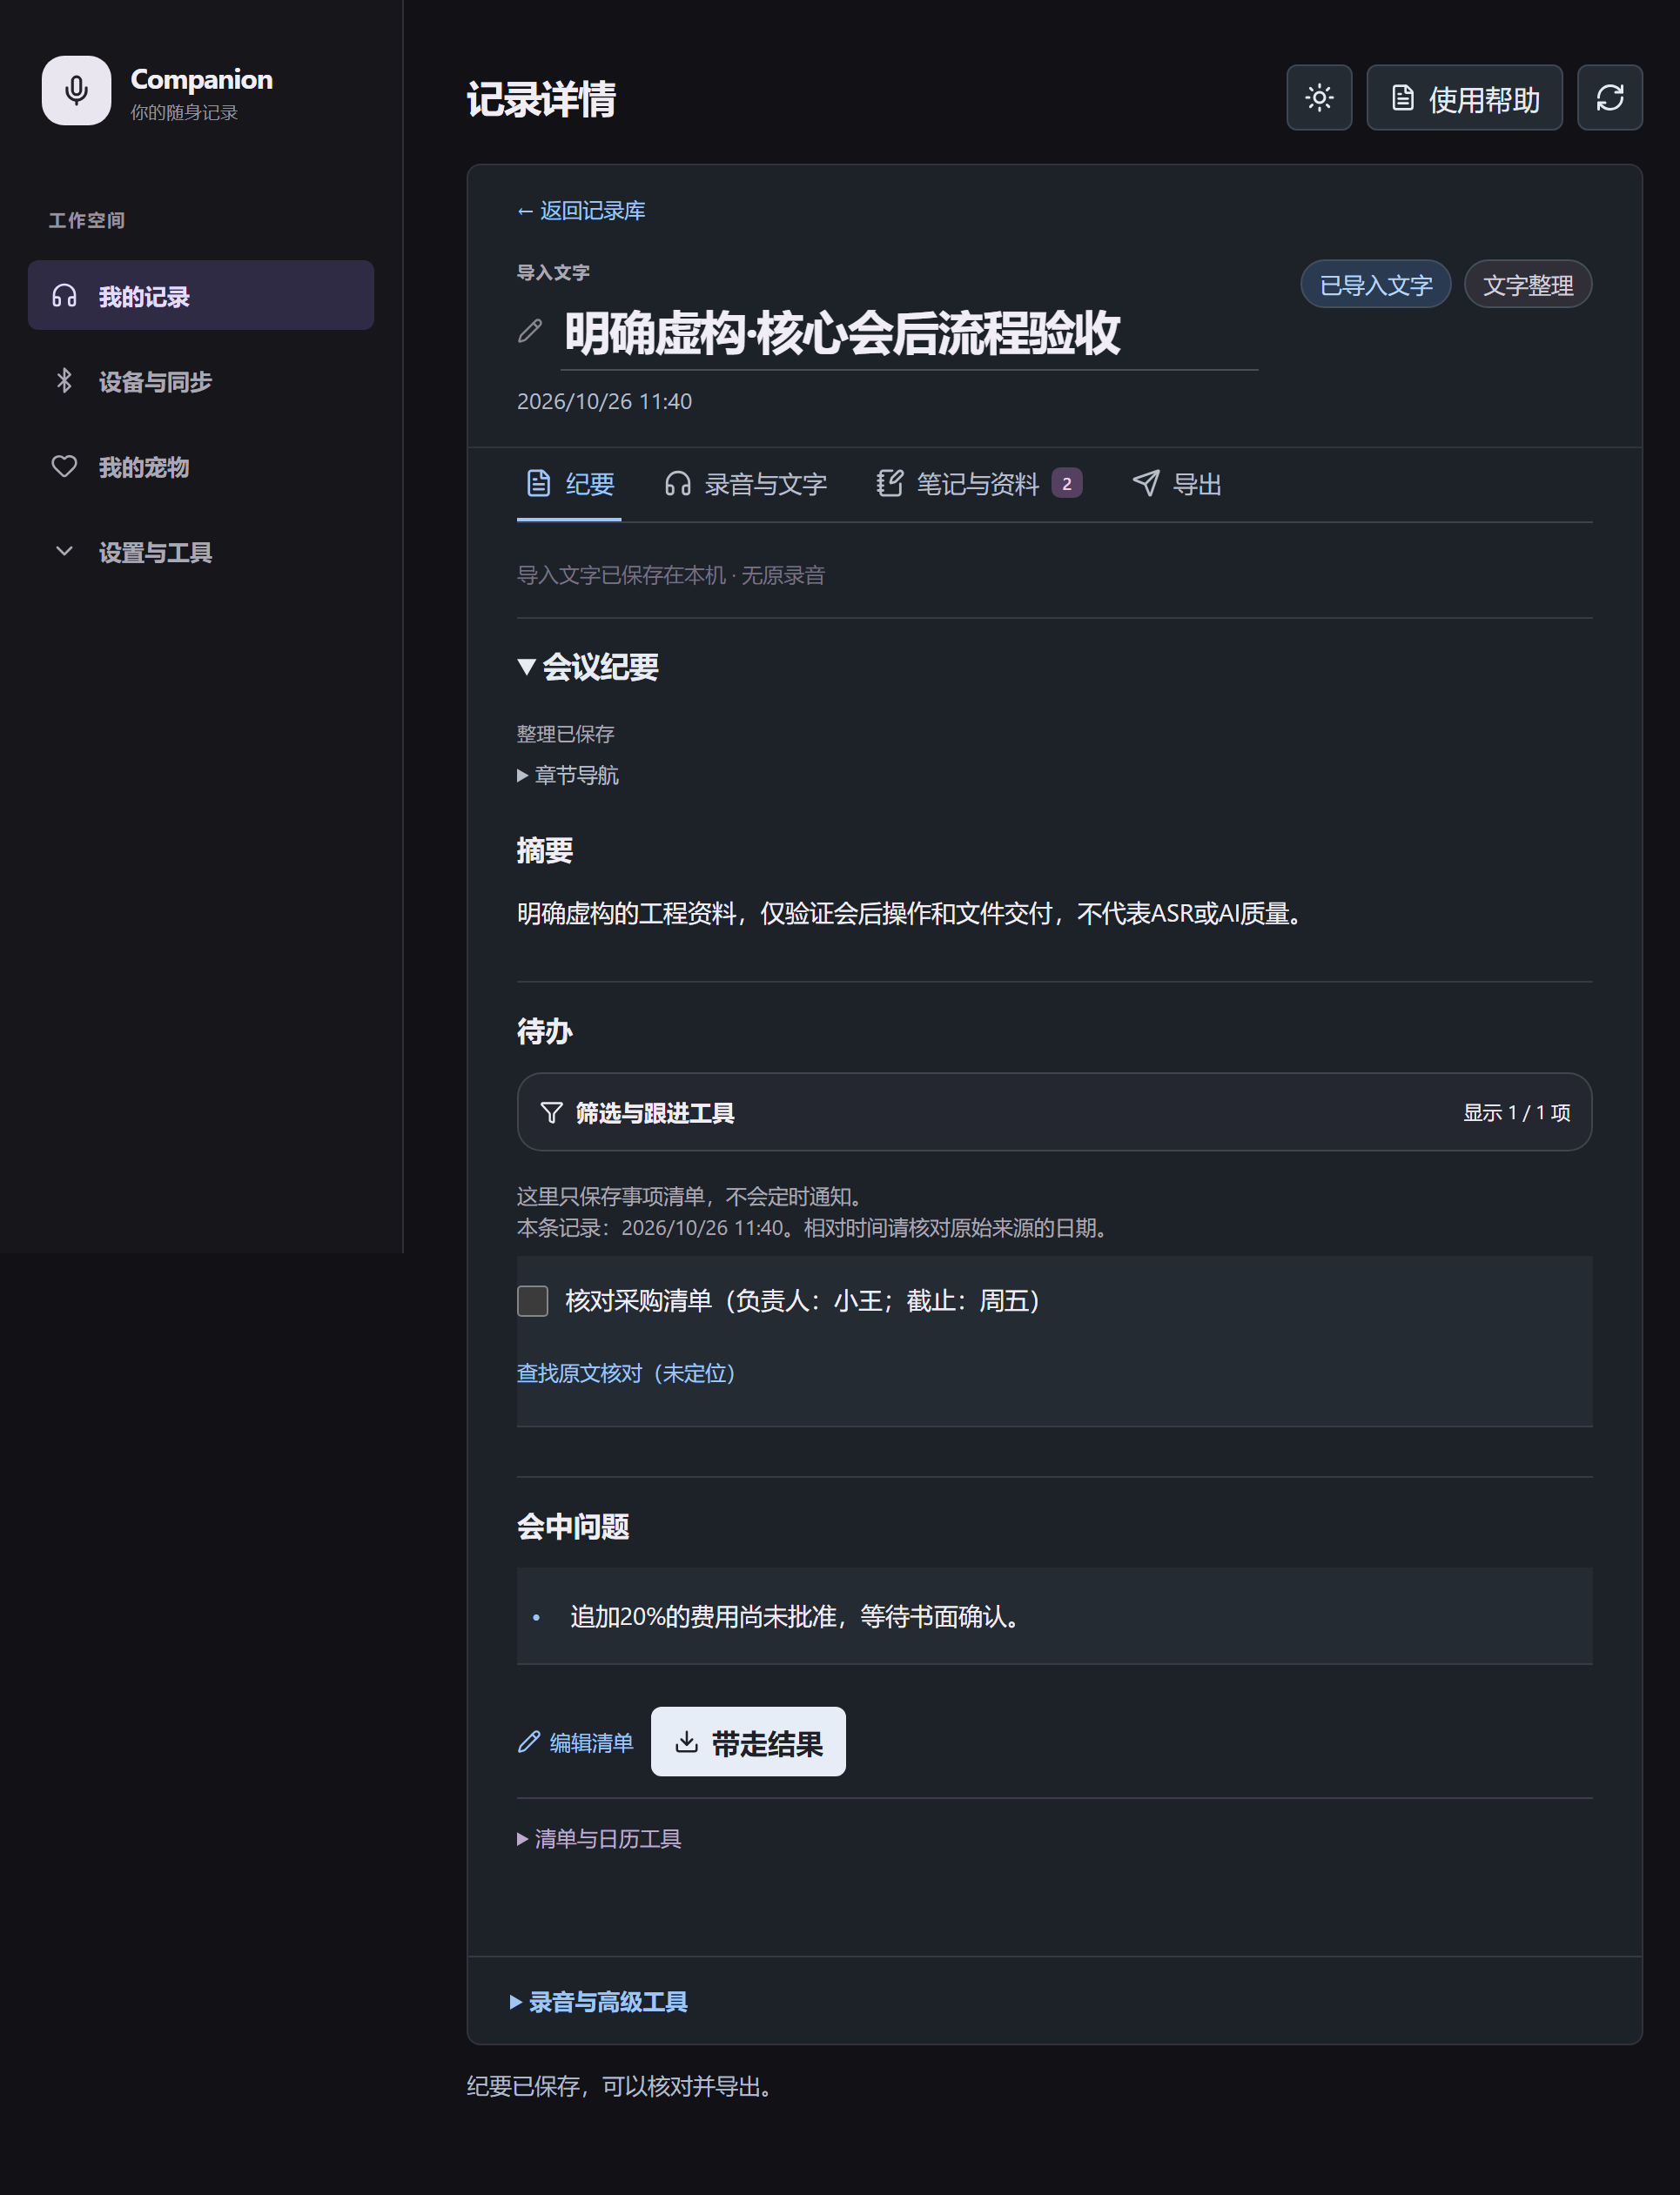 Companion
你的随身记录
工作空间
我的记录
设备与同步
我的宠物
设置与工具
记录详情
使用帮助
← 返回记录库
导入文字
已导入文字
文字整理
明确虚构·核心会后流程验收
2026/10/26 11:40
纪要
录音与文字
笔记与资料 2
导出
导入文字已保存在本机 · 无原录音
▼会议纪要
整理已保存
▶章节导航
摘要
明确虚构的工程资料，仅验证会后操作和文件交付，不代表ASR或AI质量。
待办
筛选与跟进工具
显示 1 / 1 项
这里只保存事项清单，不会定时通知。
本条记录：2026/10/26 11:40。相对时间请核对原始来源的日期。
核对采购清单（负责人：小王；截止：周五）
查找原文核对（未定位）
会中问题
• 追加20%的费用尚未批准，等待书面确认。
编辑清单
带走结果
▶清单与日历工具
▶录音与高级工具
纪要已保存，可以核对并导出。